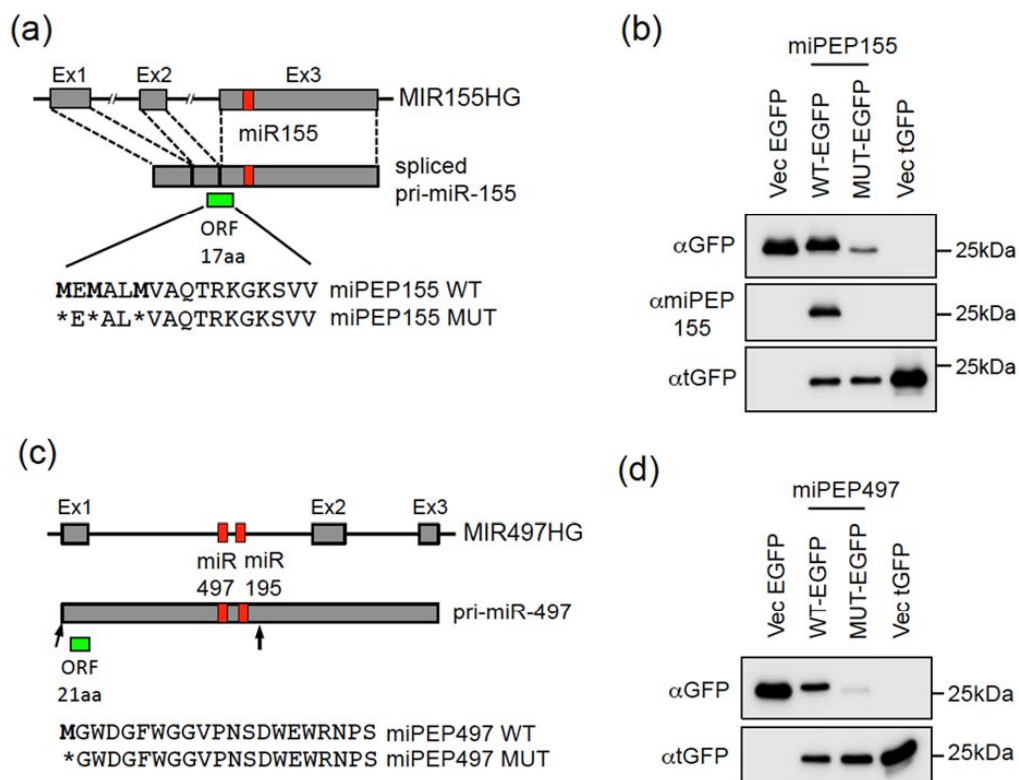 (a)
Ex1 Ex2 Ex3
MIR155HG
miR155
spliced
pri-miR-155
ORF
17aa
MEMALMVAQTRKGKSVV miPEP155 WT
*E*AL*VAQTRKGKSVV miPEP155 MUT
(b)
miPEP155
Vec EGFP
WT-EGFP
MUT-EGFP
Vec tGFP
αGFP 25kDa
αmiPEP
155
25kDa
αtGFP 25kDa
(c)
Ex1 Ex2 Ex3
MIR497HG
miR miR
497 195
pri-miR-497
ORF
21aa
MGWDGFWGGVPNSDWEWRNPS miPEP497 WT
*GWDGFWGGVPNSDWEWRNPS miPEP497 MUT
(d)
miPEP497
Vec EGFP
WT-EGFP
MUT-EGFP
Vec tGFP
αGFP 25kDa
αtGFP 25kDa